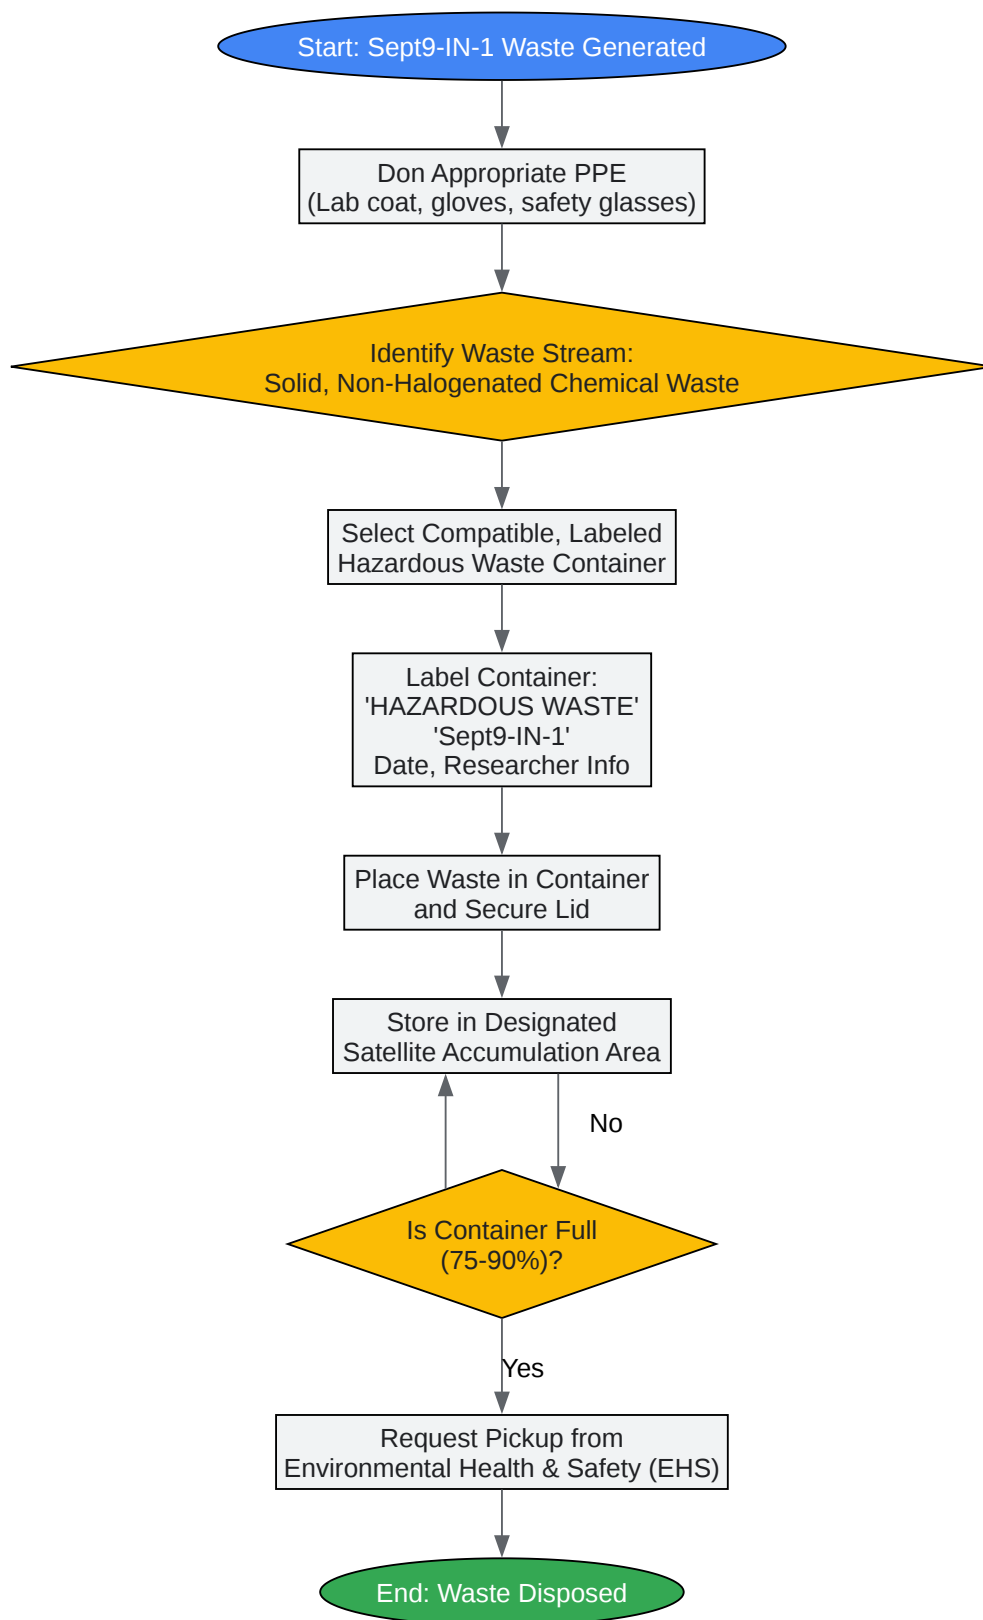 Start: Sept9-IN-1 Waste Generated
Don Appropriate PPE
(Lab coat, gloves, safety glasses)
Identify Waste Stream:
Solid, Non-Halogenated Chemical Waste
Select Compatible, Labeled
Hazardous Waste Container
Label Container:
'HAZARDOUS WASTE'
'Sept9-IN-1'
Date, Researcher Info
Place Waste in Container
and Secure Lid
Store in Designated
Satellite Accumulation Area
No
Is Container Full
(75-90%)?
Yes
Request Pickup from
Environmental Health & Safety (EHS)
End: Waste Disposed